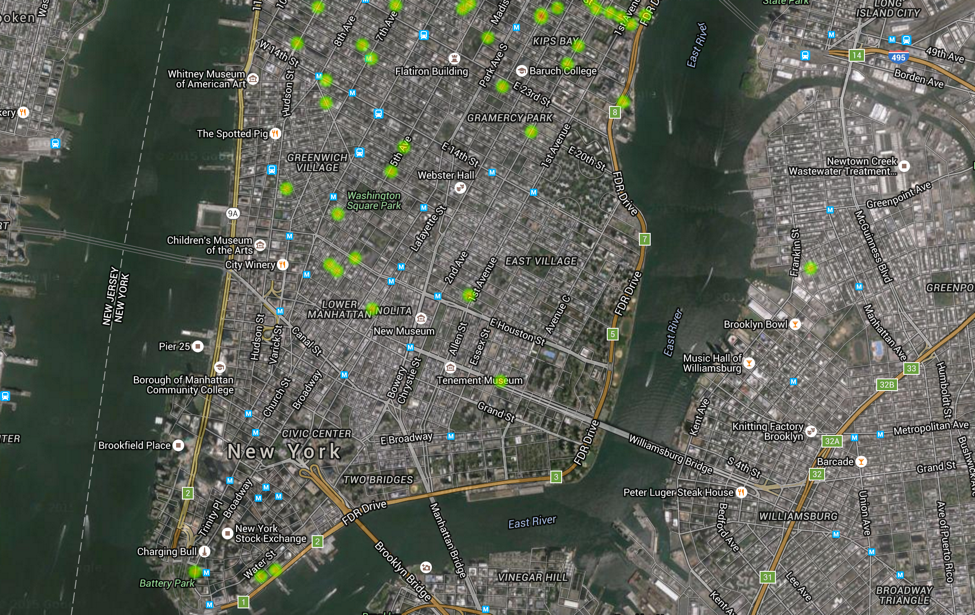 State Park
LONG
ISLAND CITY
11
10
8th Ave
7th Ave
Madis
1st Avenue
FDR
East River
W 14th St
KIPS BAY
Park Ave S
Flatiron Building
Baruch College
14
495
49th Ave
Borden Ave
Whitney Museum
of American Art
Hudson St
E 23rd St
8
The Spotted Pig
GRAMERCY PARK
1st Avenue
GREENWICH
VILLAGE
5th Ave
E 14th St
E 20th St
Newtown Creek
Wastewater Treatment...
Webster Hall
FDR Drive
Greenpoint Ave
Washington
Square Park
9A
Lafayette St
McGuinness Blvd
Children's Museum
of the Arts
7
Franklin St
City Winery
2nd Ave
EAST VILLAGE
1st Avenue
FDR Drive
NEW JERSEY
NEW YORK
GREENPO
LOWER
MANHATTAN
NOLITA
Avenue C
New Museum
E Houston St
5
East River
Brooklyn Bowl
Manhattan Ave
Hudson St
Varick St
Canal St
Pier 25
Allen St
Essex St
Music Hall of
Williamsburg
33
Borough of Manhattan
Community College
Church St
Broadway
Bowery
Chrystie St
Tenement Museum
32B
Humboldt St
Grand St
Kent Ave
CIVIC CENTER
E Broadway
FDR Drive
Knitting Factory
Brooklyn
Metropolitan Ave
Brookfield Place
New York
Williamsburg Bridge
32A
S 4th St
Barcade
Grand St
32
TWO BRIDGES
3
2
Trinity Pl
Broadway
FDR Drive
Peter Luger Steak House
WILLIAMSBURG
Union Ave
Bedford Ave
Ave of Puerto Rico
New York
Stock Exchange
East River
Manhattan Bridge
Charging Bull
2
Water St
Brooklyn Bridge
Battery Park
VINEGAR HILL
31
Lee Ave
BROADWAY
TRIANGLE
1